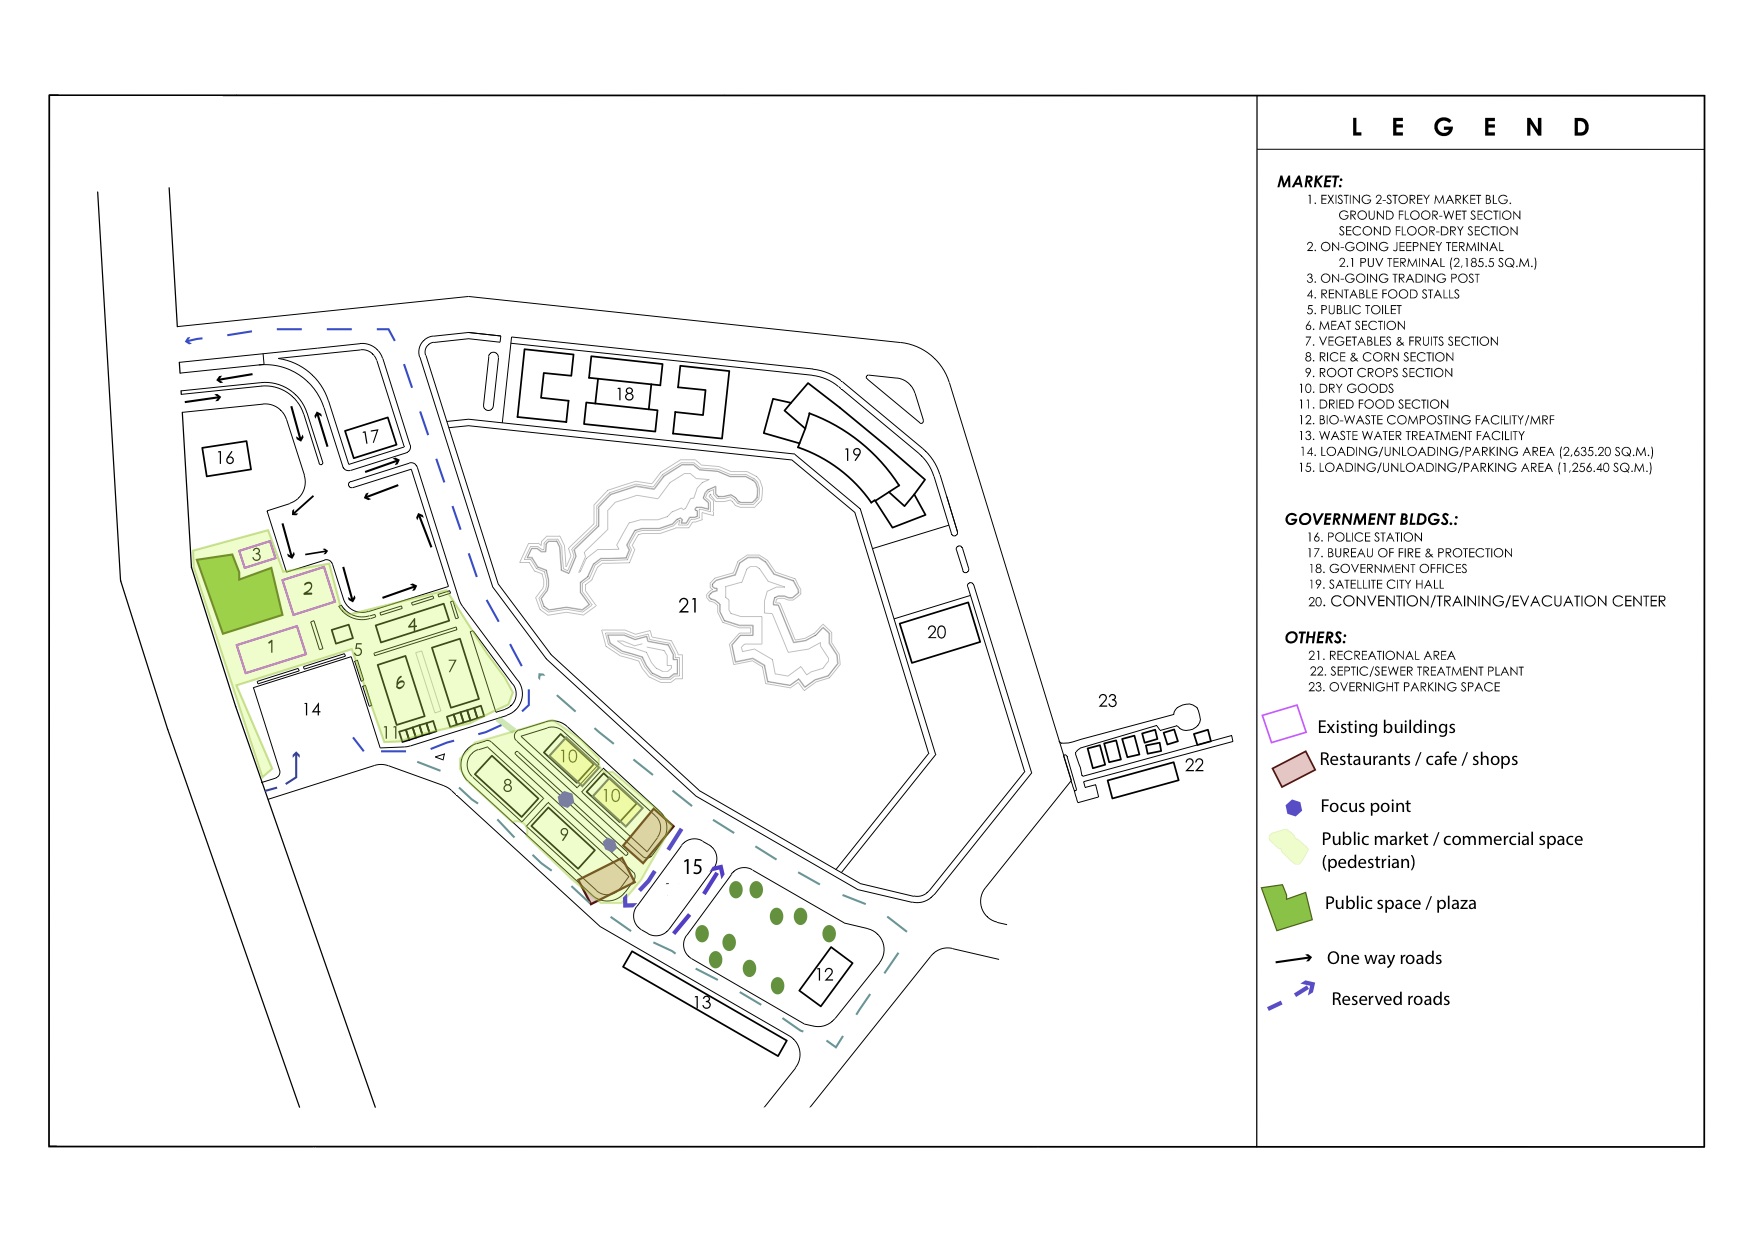 L E G E N D
MARKET:
1. EXISTING 2-STOREY MARKET BLG.
GROUND FLOOR-WET SECTION
SECOND FLOOR-DRY SECTION
2. ON-GOING JEEPNEY TERMINAL
2.1 PUV TERMINAL (2,185.5 SQ.M.)
3. ON-GOING TRADING POST
4. RENTABLE FOOD STALLS
5. PUBLIC TOILET
6. MEAT SECTION
7. VEGETABLES & FRUITS SECTION
8. RICE & CORN SECTION
9. ROOT CROPS SECTION
10. DRY GOODS
11. DRIED FOOD SECTION
12. BIO-WASTE COMPOSTING FACILITY/MRF
13. WASTE WATER TREATMENT FACILITY
14. LOADING/UNLOADING/PARKING AREA (2,635.20 SQ.M.)
15. LOADING/UNLOADING/PARKING AREA (1,256.40 SQ.M.)
GOVERNMENT BLDGS.:
16. POLICE STATION
17. BUREAU OF FIRE & PROTECTION
18. GOVERNMENT OFFICES
19. SATELLITE CITY HALL
20. CONVENTION/TRAINING/EVACUATION CENTER
OTHERS:
21. RECREATIONAL AREA
22. SEPTIC/SEWER TREATMENT PLANT
23. OVERNIGHT PARKING SPACE
Existing buildings
Restaurants / cafe / shops
Focus point
Public market / commercial space
(pedestrian)
Public space / plaza
One way roads
Reserved roads
18
17
19
16
3
2
21
4
20
1
5
7
6
23
14
11
10
22
8
10
9
15
12
13